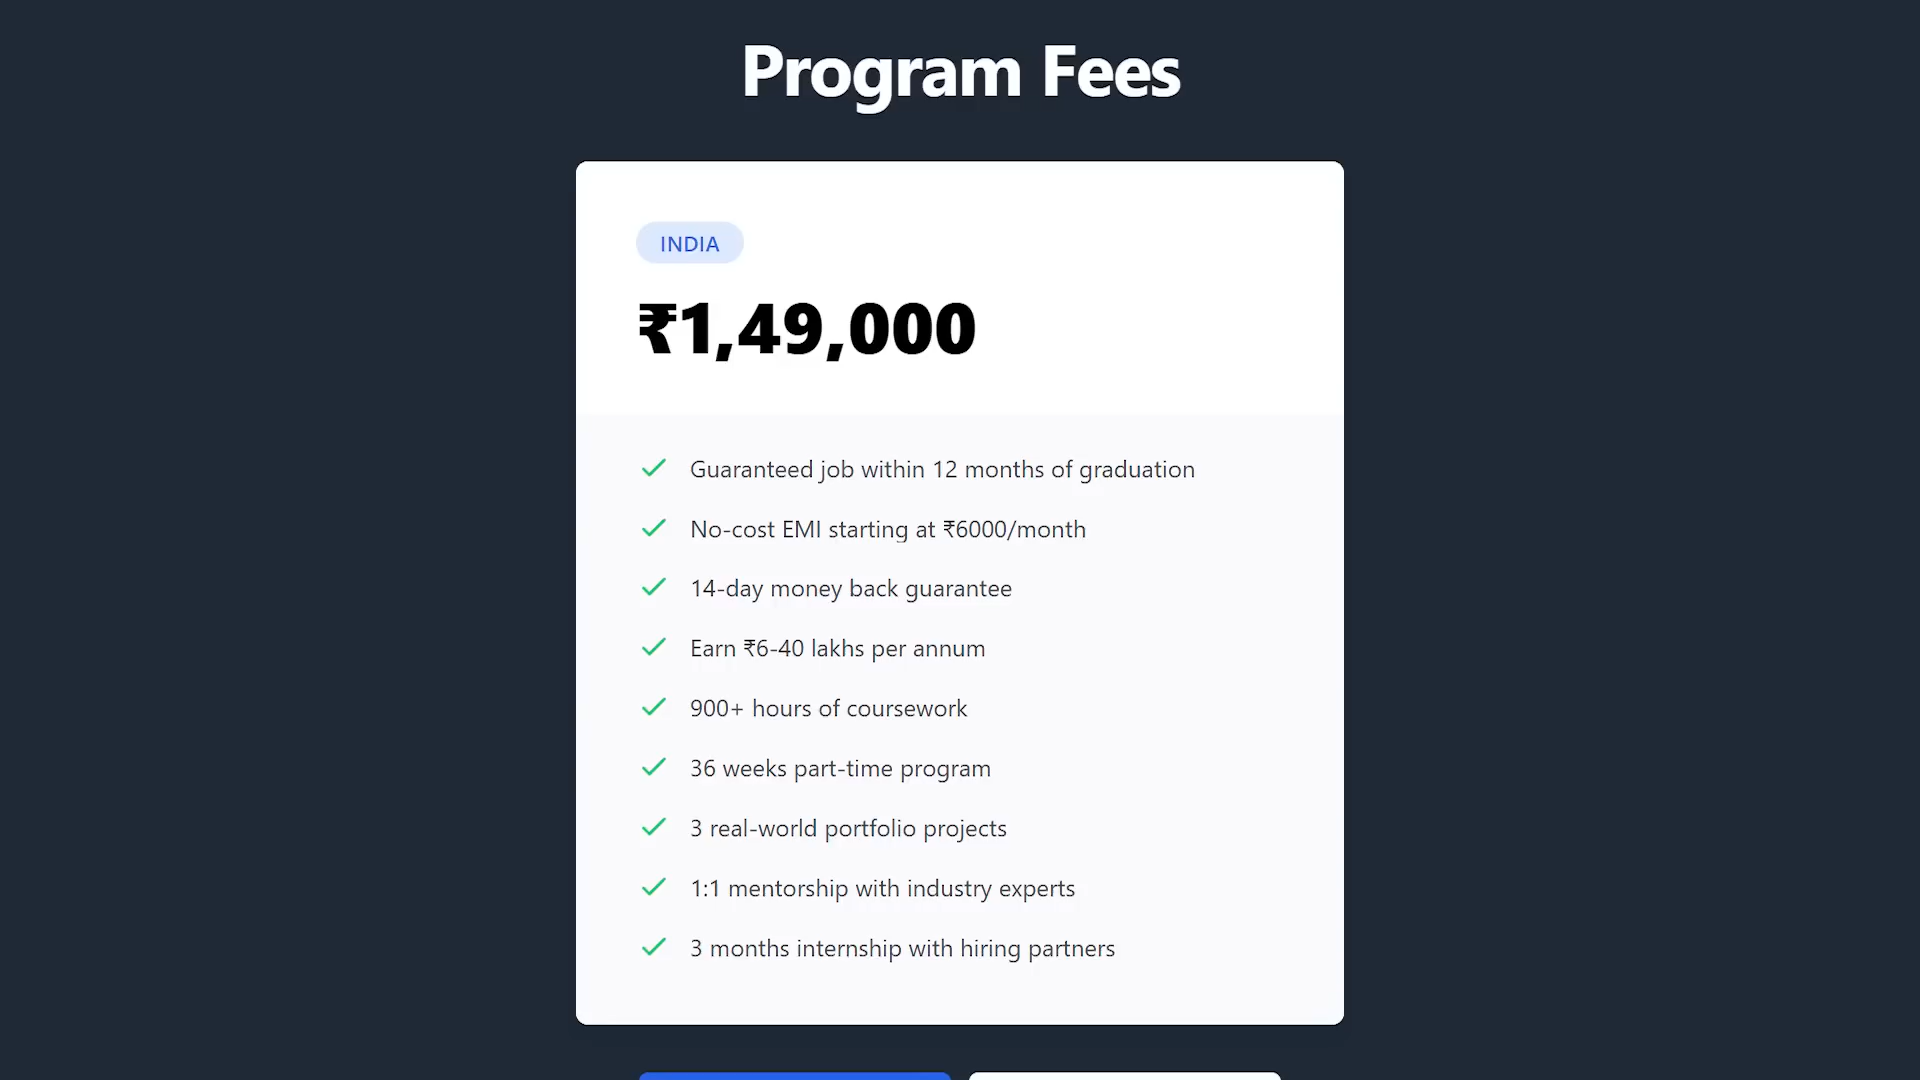 Program Fees
INDIA
₹1,49,000
Guaranteed job within 12 months of graduation
No-cost EMI starting at ₹6000/month
14-day money back guarantee
Earn ₹6-40 lakhs per annum
900+ hours of coursework
36 weeks part-time program
3 real-world portfolio projects
1:1 mentorship with industry experts
3 months internship with hiring partners